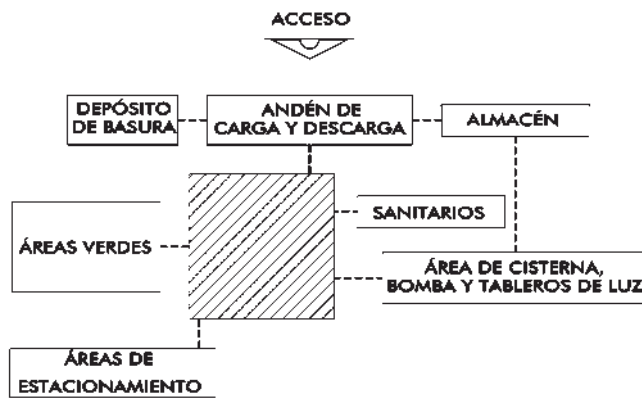 ACCESO
DEPÓSITO
DE BASURA
ANDÉN DE
CARGA Y DESCARGA
ALMACÉN
ÁREAS VERDES
SANITARIOS
ÁREA DE CISTERNA,
BOMBA Y TABLEROS DE LUZ
ÁREAS DE
ESTACIONAMIENTO